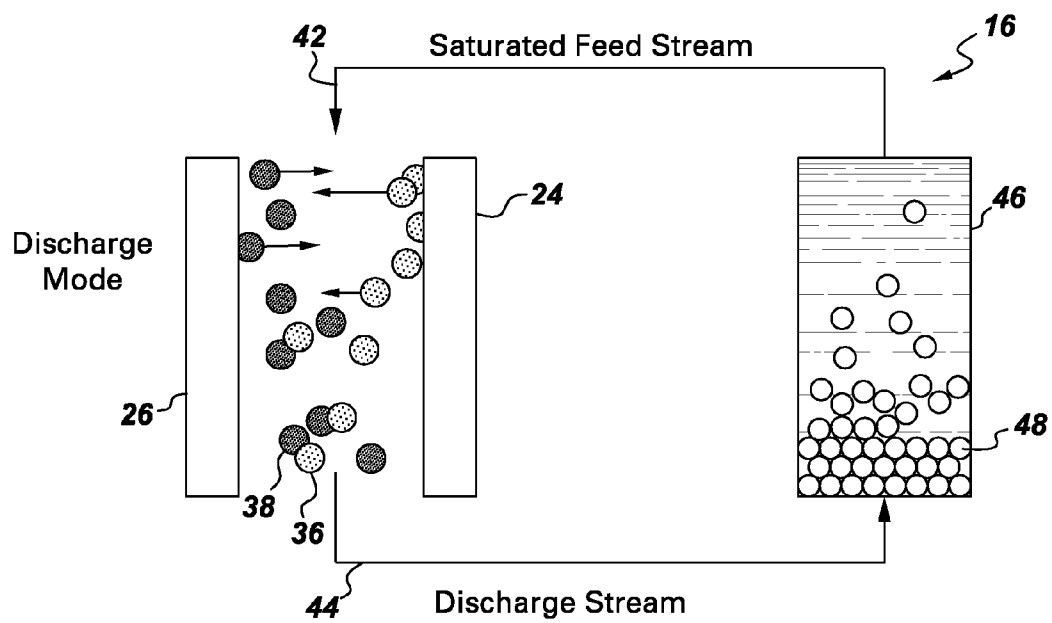 42
Saturated Feed Stream
16
24
46
Discharge
Mode
26
48
38
36
44
Discharge Stream